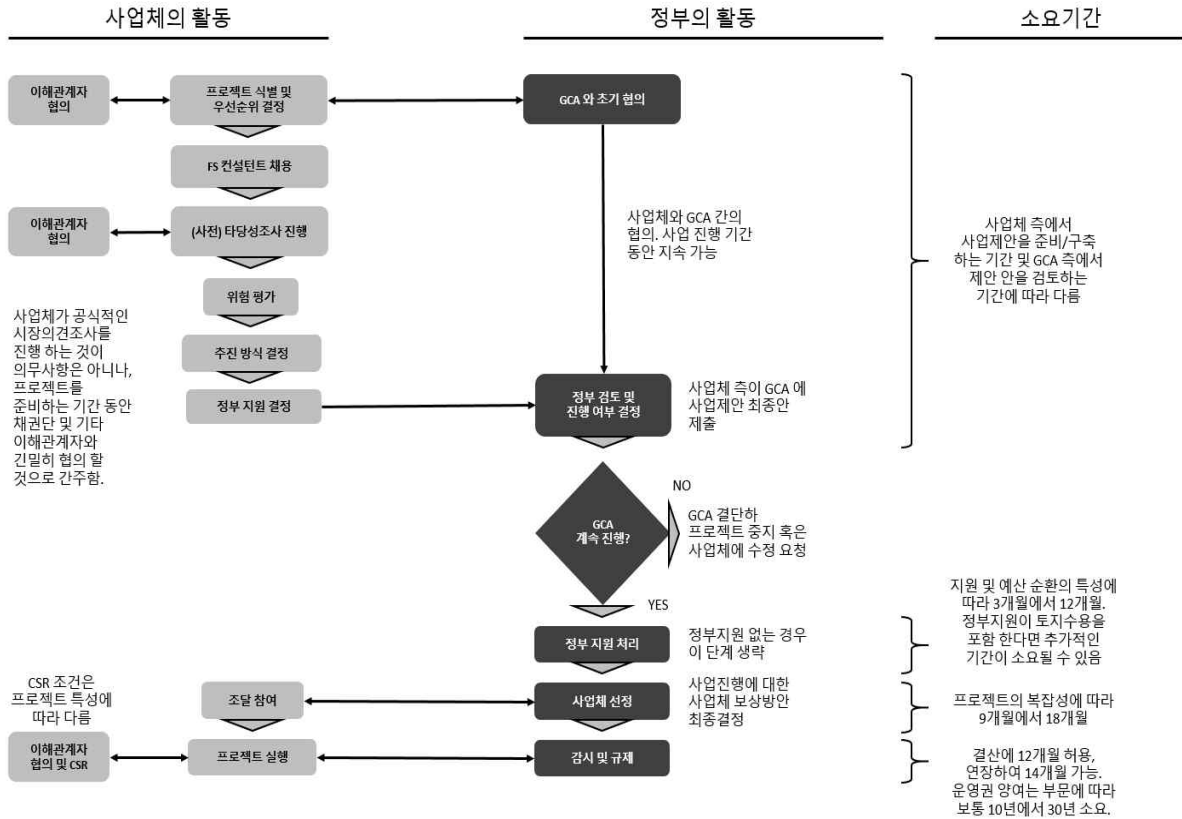 사업체의 활동
정부의 활동
소요기간
이해관계자
협의
프로젝트 식별 및
우선순위 결정
GCA 와 초기 협의
FS 컨설턴트 채용
이해관계자
협의
(사전) 타당성조사 진행
사업체와 GCA 간의
협의. 사업 진행 기간
동안 지속 가능
사업체 측에서
사업제안을 준비/구축
하는 기간 및 GCA 측에서
제안 안을 검토하는
기간에 따라 다름
위험 평가
사업체가 공식적인
시장의견조사를
진행 하는 것이
의무사항은 아니나,
프로젝트를
준비하는 기간 동안
채권단 및 기타
이해관계자와
긴밀히 협의 할
것으로 간주함.
추진 방식 결정
정부 지원 결정
정부 검토 및
진행 여부 결정
사업체 측이 GCA 에
사업제안 최종안
제출
GCA
계속 진행?
NO
GCA 결단하
프로젝트 중지 혹은
사업체에 수정 요청
YES
정부 지원 처리
정부지원 없는 경우
이 단계 생략
지원 및 예산 순환의 특성에
따라 3개월에서 12개월.
정부지원이 토지수용을
포함 한다면 추가적인
기간이 소요될 수 있음
CSR 조건은
프로젝트 특성에
따라 다름
조달 참여
사업체 선정
사업진행에 대한
사업체 보상방안
최종결정
프로젝트의 복잡성에 따라
9개월에서 18개월
이해관계자
협의 및 CSR
프로젝트 실행
감시 및 규제
결산에 12개월 허용,
연장하여 14개월 가능.
운영권 양여는 부문에 따라
보통 10년에서 30년 소요.